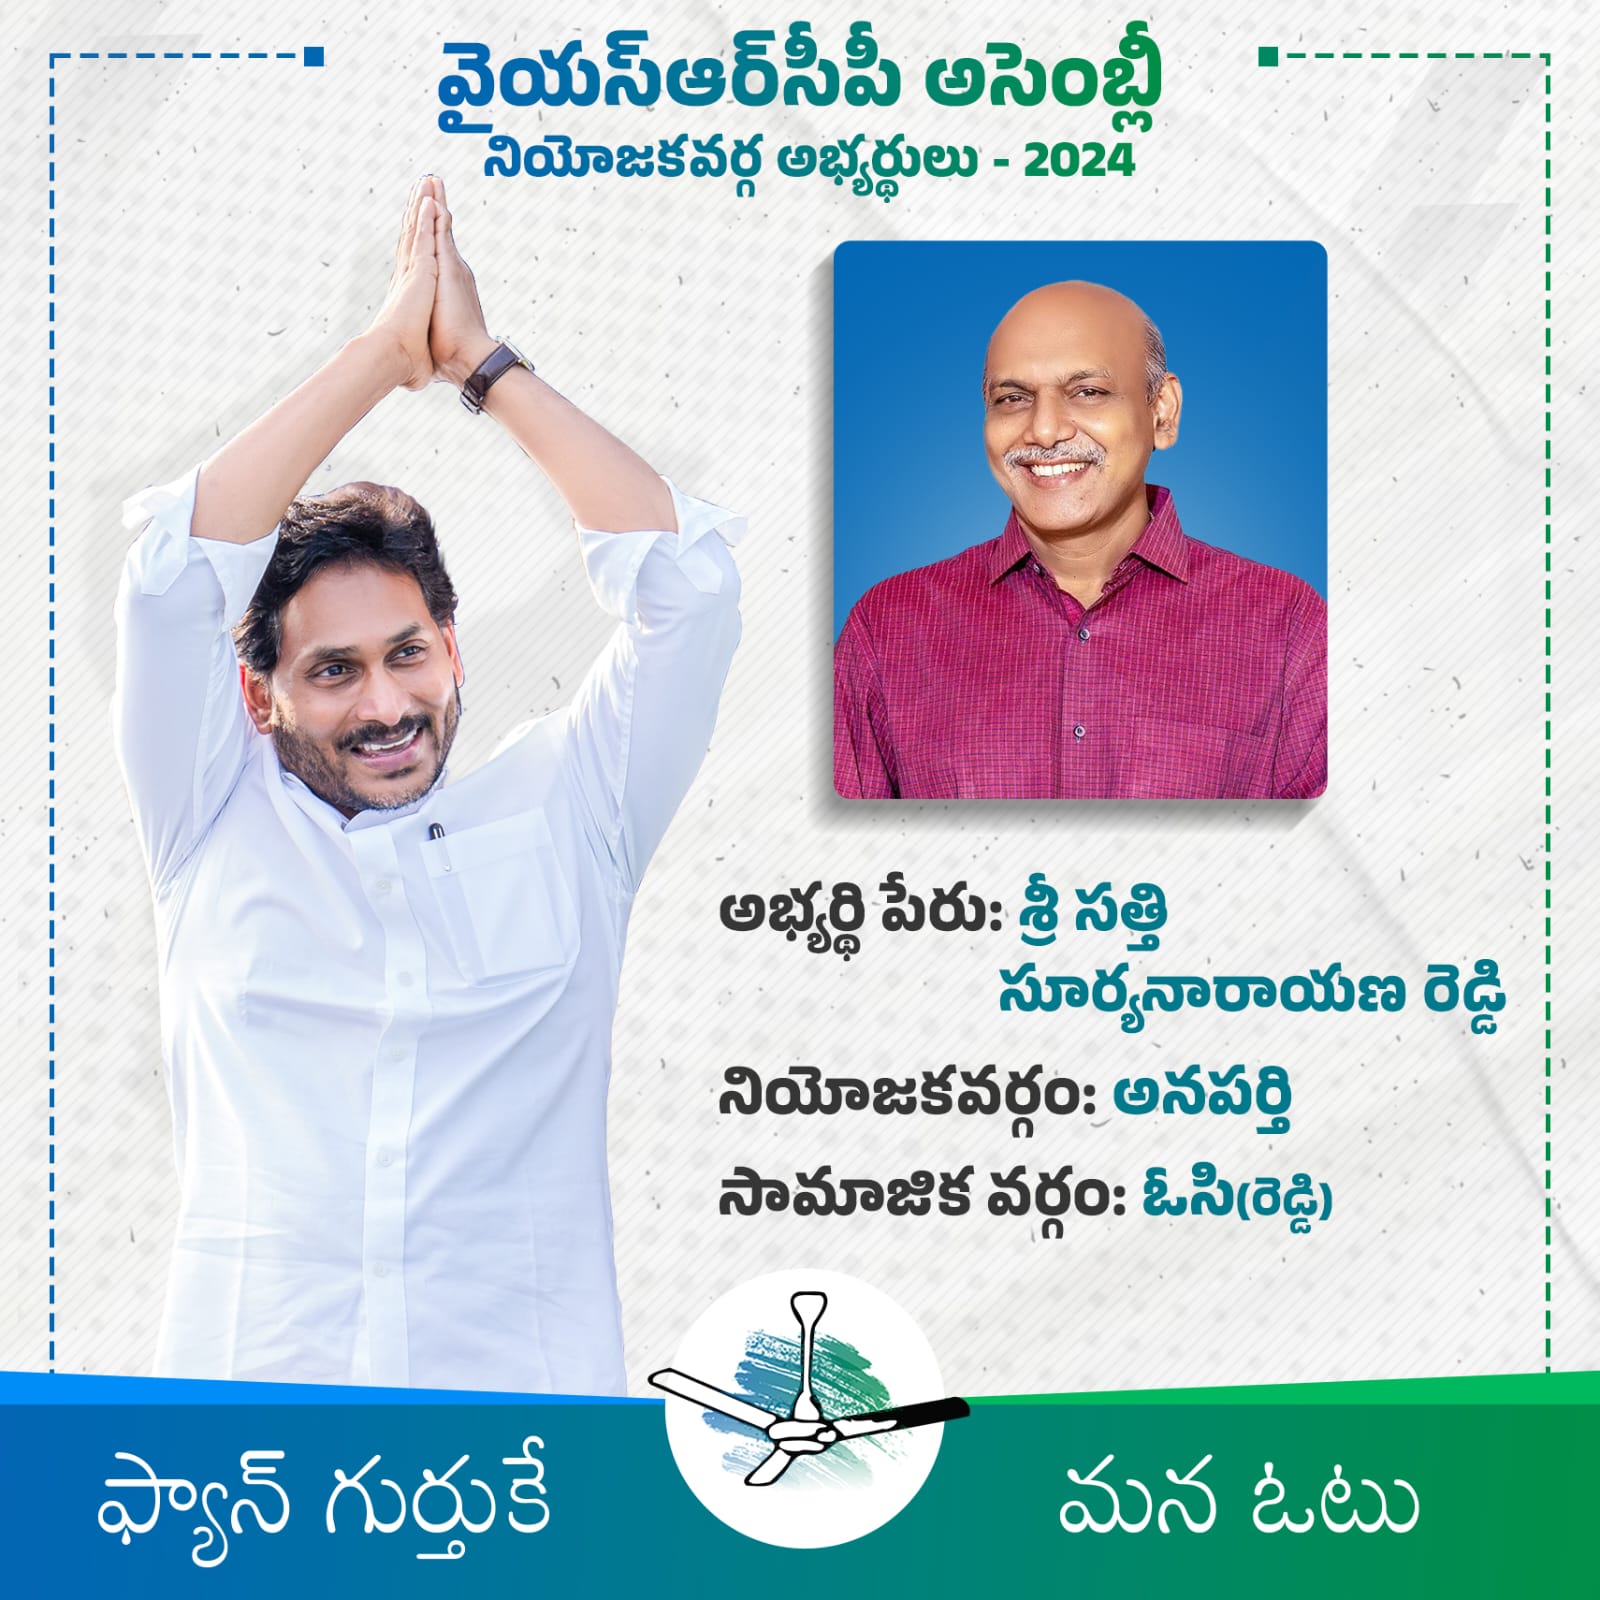 వైయస్ఆర్‌సీపీ అసెంబ్లీ
నియోజకవర్గ అభ్యర్థులు - 2024
అభ్యర్థి పేరు: శ్రీ సత్తి
సూర్యనారాయణ రెడ్డి
నియోజకవర్గం: అనపర్తి
సామాజిక వర్గం: ఓసి(రెడ్డి)
ఫ్యాన్ గుర్తుకే
మన ఓటు